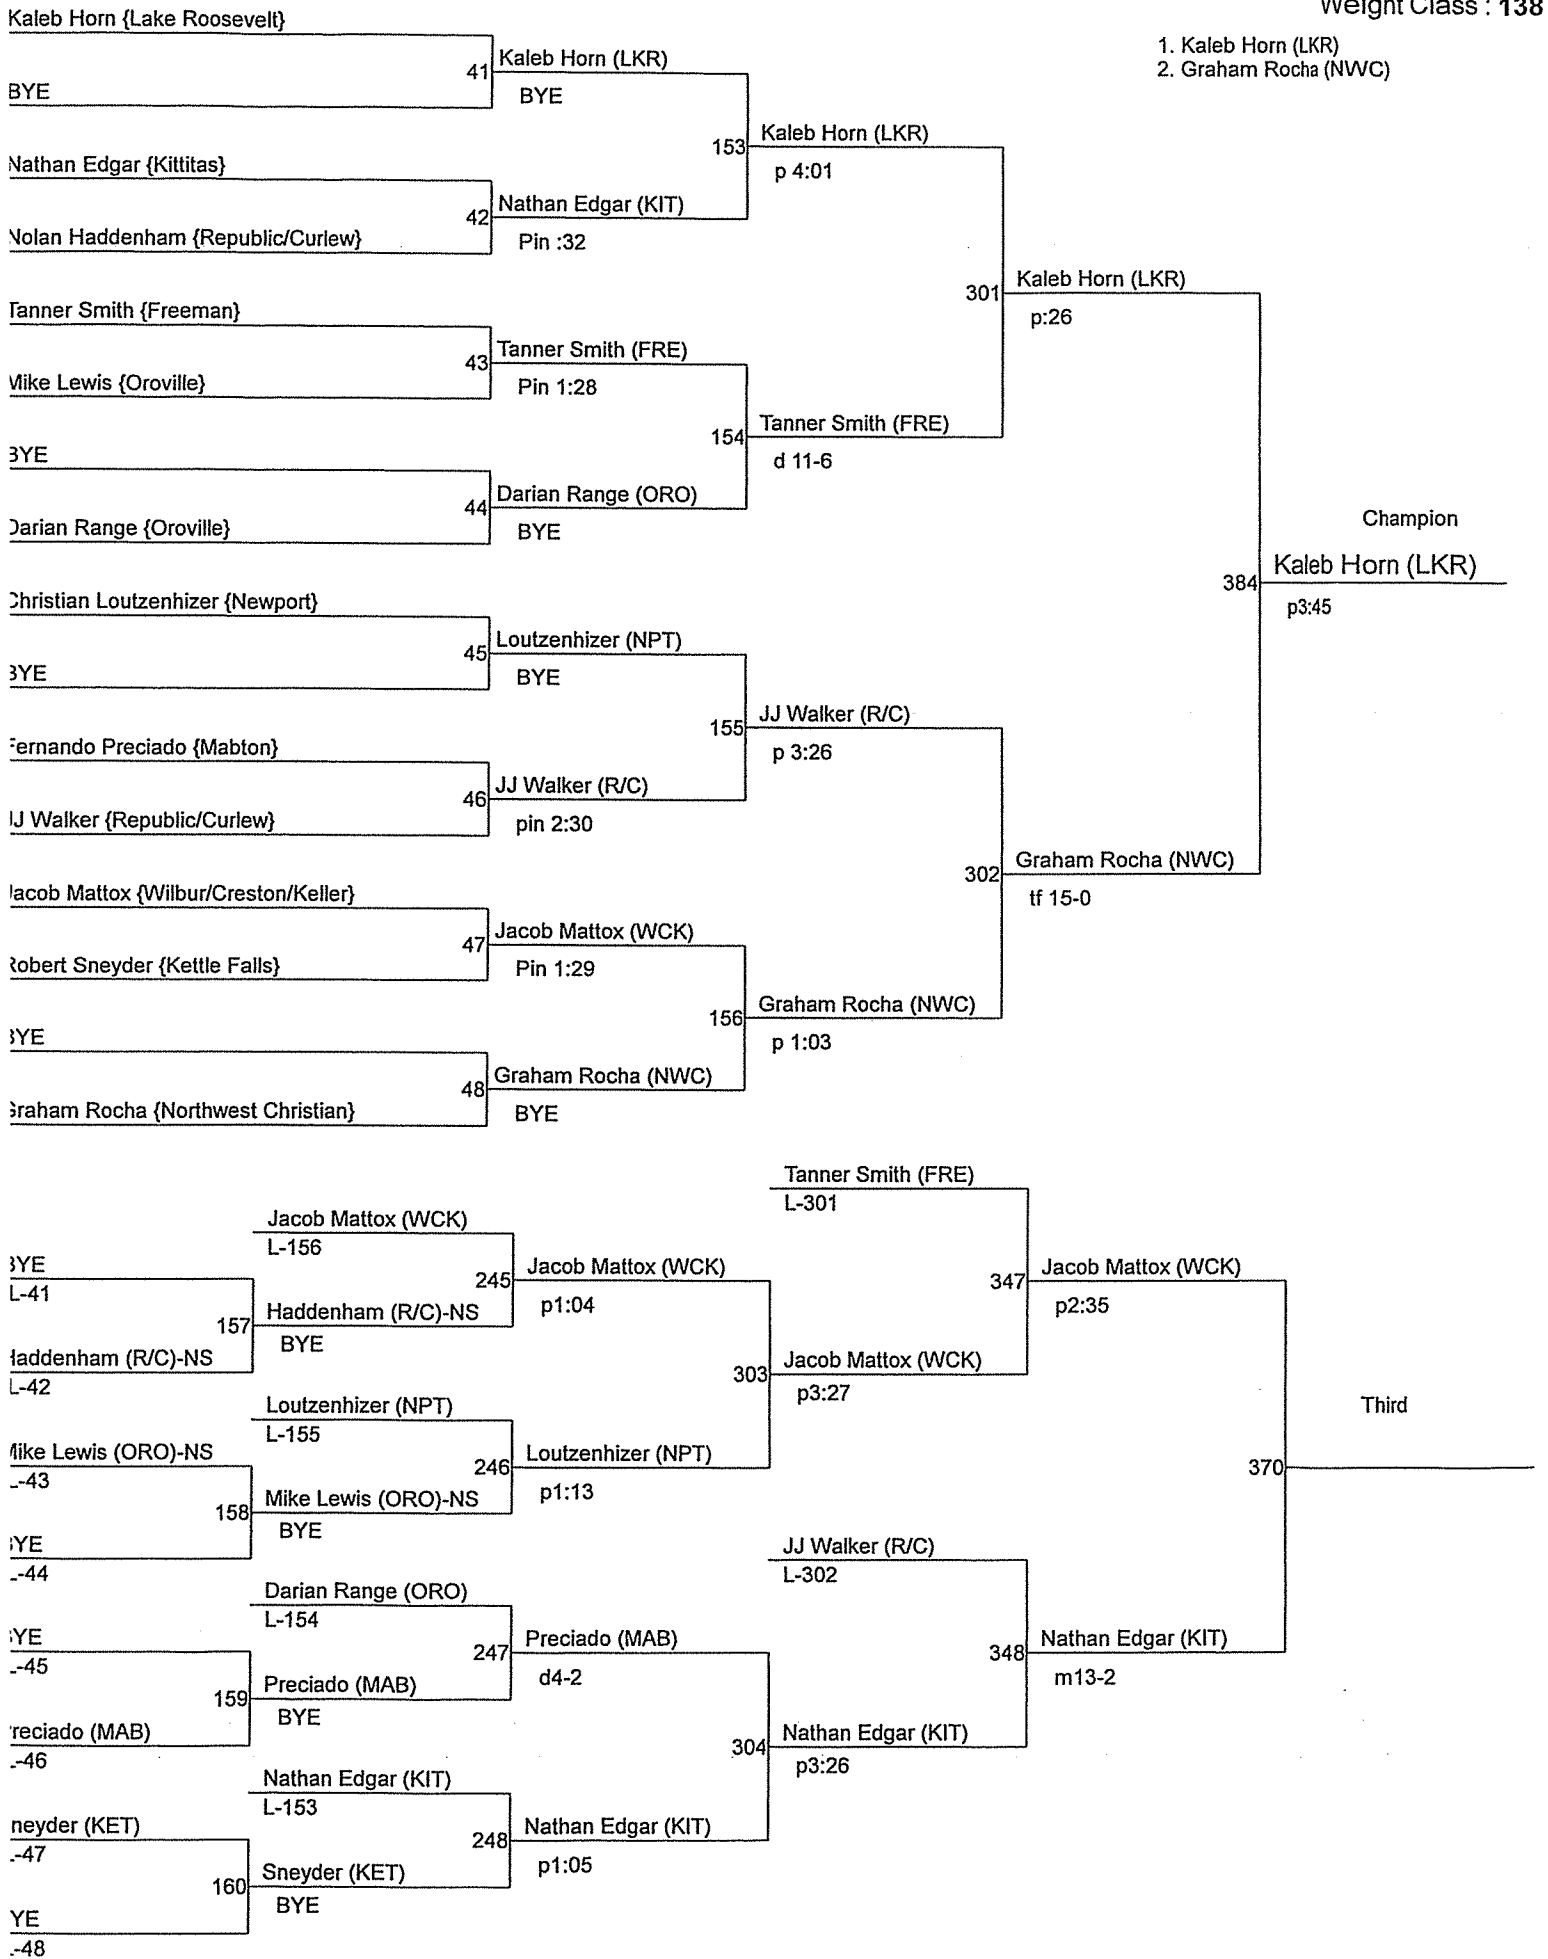 Weight Class : 138
1. Kaleb Horn (LKR)
2. Graham Rocha (NWC)
Kaleb Horn {Lake Roosevelt}
41
Kaleb Horn (LKR)
BYE
BYE
153
Kaleb Horn (LKR)
p 4:01
Nathan Edgar {Kittitas}
42
Nathan Edgar (KIT)
Pin :32
Nolan Haddenham {Republic/Curlew}
301
Kaleb Horn (LKR)
p:26
Tanner Smith {Freeman}
43
Tanner Smith (FRE)
Pin 1:28
Mike Lewis {Oroville}
154
Tanner Smith (FRE)
d 11-6
BYE
44
Darian Range (ORO)
BYE
Darian Range {Oroville}
Champion
384
Kaleb Horn (LKR)
p3:45
Christian Loutzenhizer {Newport}
45
Loutzenhizer (NPT)
BYE
BYE
155
JJ Walker (R/C)
p 3:26
Fernando Preciado {Mabton}
46
JJ Walker (R/C)
pin 2:30
JJ Walker {Republic/Curlew}
302
Graham Rocha (NWC)
tf 15-0
Jacob Mattox {Wilbur/Creston/Keller}
47
Jacob Mattox (WCK)
Pin 1:29
Robert Sneyder {Kettle Falls}
156
Graham Rocha (NWC)
p 1:03
BYE
48
Graham Rocha (NWC)
BYE
Graham Rocha {Northwest Christian}
Tanner Smith (FRE)
L-301
Jacob Mattox (WCK)
L-156
BYE
L-41
245
Jacob Mattox (WCK)
p1:04
347
Jacob Mattox (WCK)
p2:35
157
Haddenham (R/C)-NS
BYE
Haddenham (R/C)-NS
L-42
303
Jacob Mattox (WCK)
p3:27
Loutzenhizer (NPT)
L-155
Third
Mike Lewis (ORO)-NS
L-43
246
Loutzenhizer (NPT)
p1:13
370
158
Mike Lewis (ORO)-NS
BYE
BYE
L-44
JJ Walker (R/C)
L-302
Darian Range (ORO)
L-154
BYE
L-45
247
Preciado (MAB)
d4-2
348
Nathan Edgar (KIT)
m13-2
159
Preciado (MAB)
BYE
Preciado (MAB)
L-46
304
Nathan Edgar (KIT)
p3:26
Nathan Edgar (KIT)
L-153
neyder (KET)
L-47
248
Nathan Edgar (KIT)
p1:05
160
Sneyder (KET)
BYE
YE
L-48